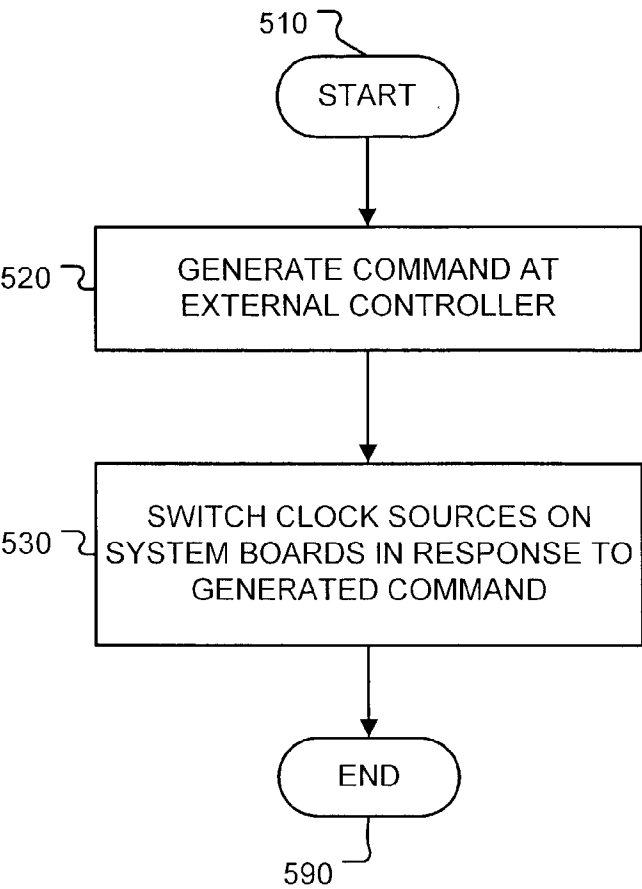 510
START
520
GENERATE COMMAND AT
EXTERNAL CONTROLLER
530
SWITCH CLOCK SOURCES ON
SYSTEM BOARDS IN RESPONSE TO
GENERATED COMMAND
END
590